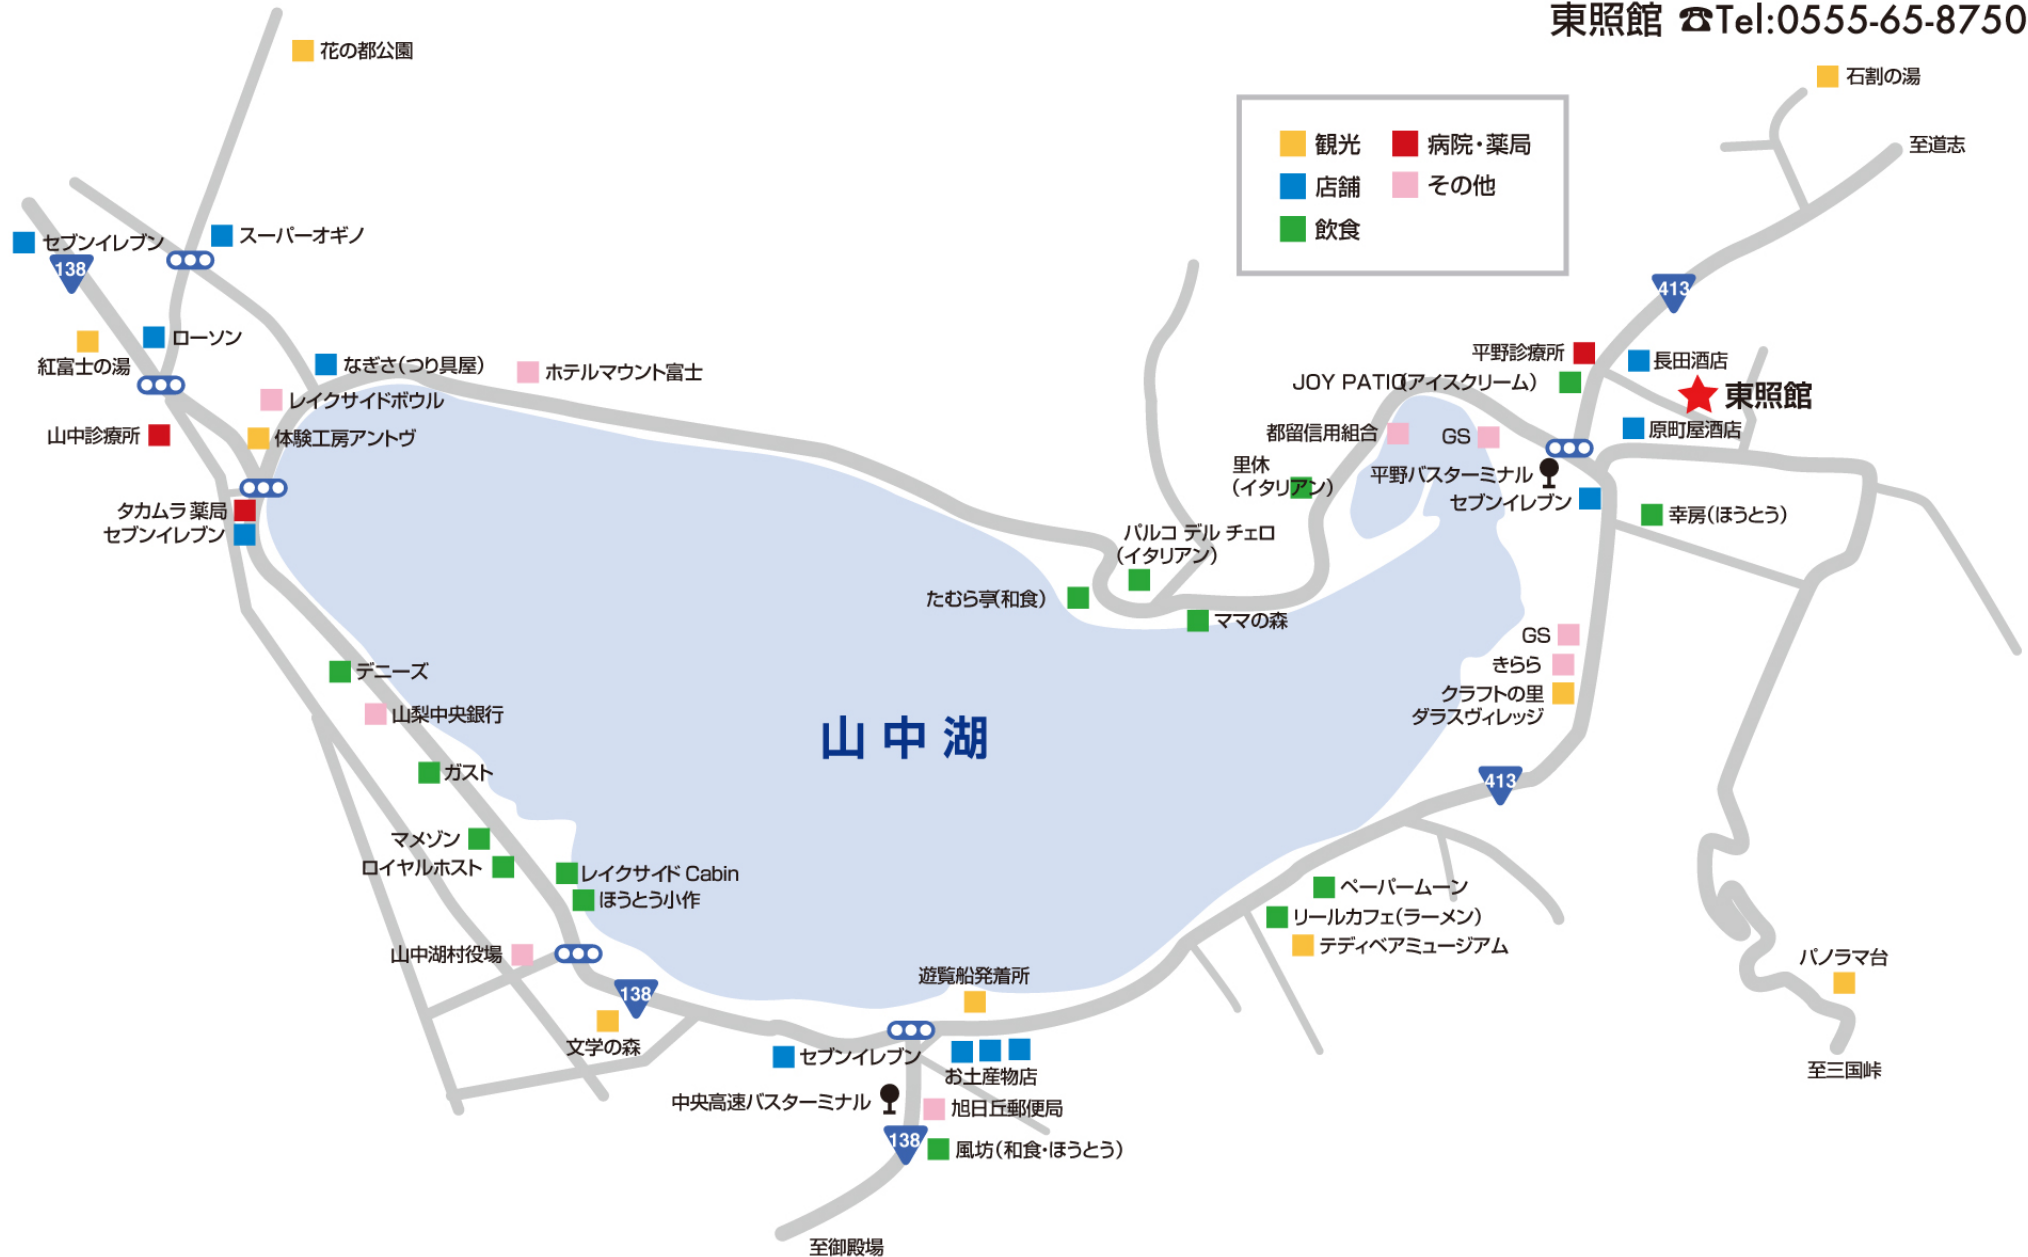 東照館 ☎Tel:0555-65-8750
花の都公園
石割の湯
至道志
観光
病院・薬局
店舗
その他
飲食
セブンイレブン
スーパーオギノ
138
413
ローソン
紅富士の湯
なぎさ(つり具屋)
ホテルマウント富士
レイクサイドボウル
山中診療所
体験工房アントヴ
平野診療所
長田酒店
JOY PATIO(アイスクリーム)
東照館
都留信用組合
GS
原町屋酒店
里休
(イタリアン)
平野バスターミナル
セブンイレブン
タカムラ薬局
セブンイレブン
幸房(ほうとう)
パルコ デル チェロ
(イタリアン)
たむら亭(和食)
ママの森
GS
きらら
クラフトの里
ダラスヴィレッジ
デニーズ
山梨中央銀行
山中湖
ガスト
413
マメゾン
ロイヤルホスト
レイクサイド Cabin
ほうとう小作
ペーパームーン
リールカフェ(ラーメン)
テディベアミュージアム
山中湖村役場
パノラマ台
138
遊覧船発着所
文学の森
セブンイレブン
お土産物店
至三国峠
中央高速バスターミナル
旭日丘郵便局
138
風坊(和食・ほうとう)
至御殿場